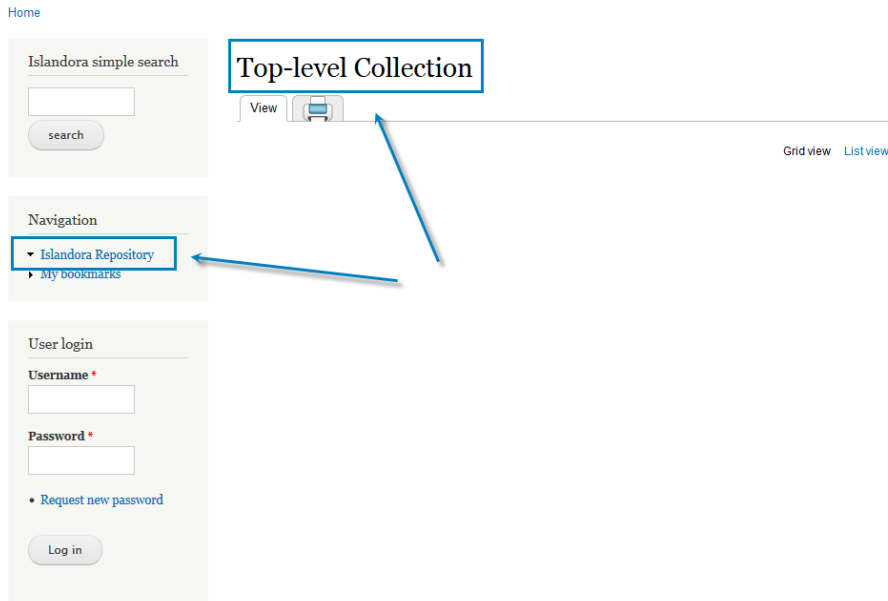 Home
Islandora simple search
search
Top-level Collection
View
Grid view List view
Navigation
Islandora Repository
My bookmarks
User login
Username *
Password *
Request new password
Log in